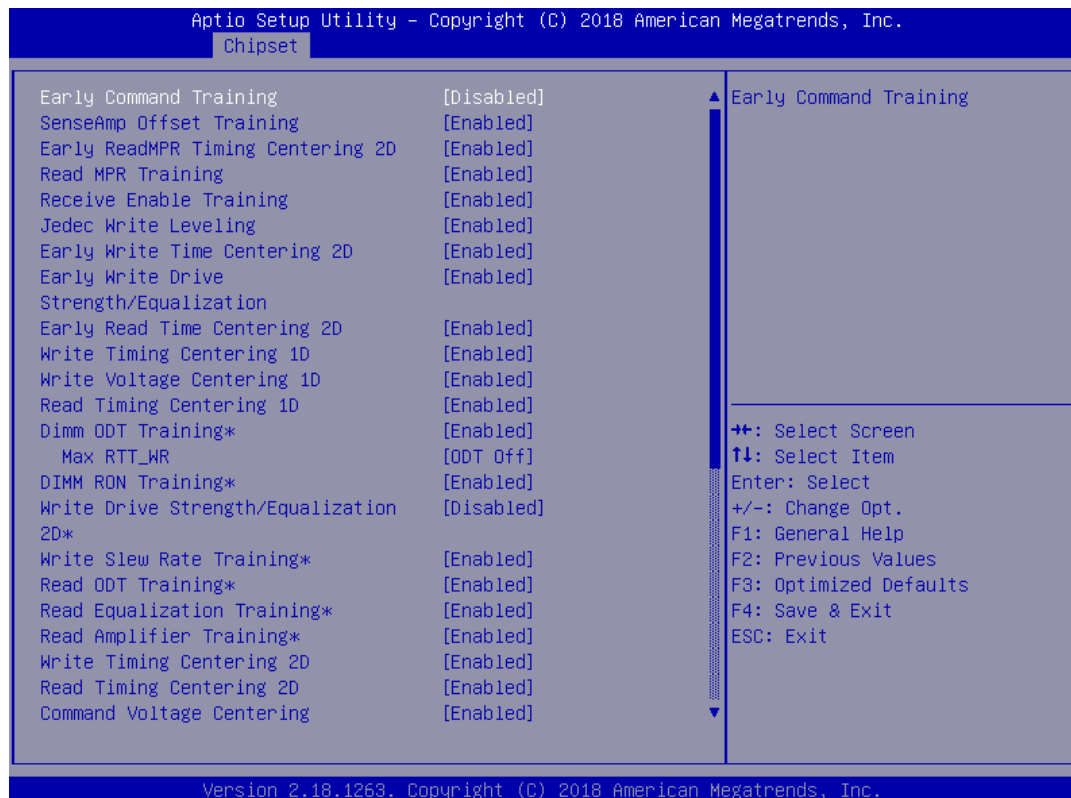 Aptio Setup Utility – Copyright (C) 2018 American Megatrends, Inc.
Chipset
Early Command Training [Disabled]
SenseAmp Offset Training [Enabled]
Early ReadMPR Timing Centering 2D [Enabled]
Read MPR Training [Enabled]
Receive Enable Training [Enabled]
Jedec Write Leveling [Enabled]
Early Write Time Centering 2D [Enabled]
Early Write Drive [Enabled]
Strength/Equalization
Early Read Time Centering 2D [Enabled]
Write Timing Centering 1D [Enabled]
Write Voltage Centering 1D [Enabled]
Read Timing Centering 1D [Enabled]
Dimm ODT Training* [Enabled]
Max RTT_WR [ODT Off]
DIMM RON Training* [Enabled]
Write Drive Strength/Equalization [Disabled]
2D*
Write Slew Rate Training* [Enabled]
Read ODT Training* [Enabled]
Read Equalization Training* [Enabled]
Read Amplifier Training* [Enabled]
Write Timing Centering 2D [Enabled]
Read Timing Centering 2D [Enabled]
Command Voltage Centering [Enabled]
Early Command Training
→←: Select Screen
↑↓: Select Item
Enter: Select
+/-: Change Opt.
F1: General Help
F2: Previous Values
F3: Optimized Defaults
F4: Save & Exit
ESC: Exit
Version 2.18.1263. Copyright (C) 2018 American Megatrends, Inc.